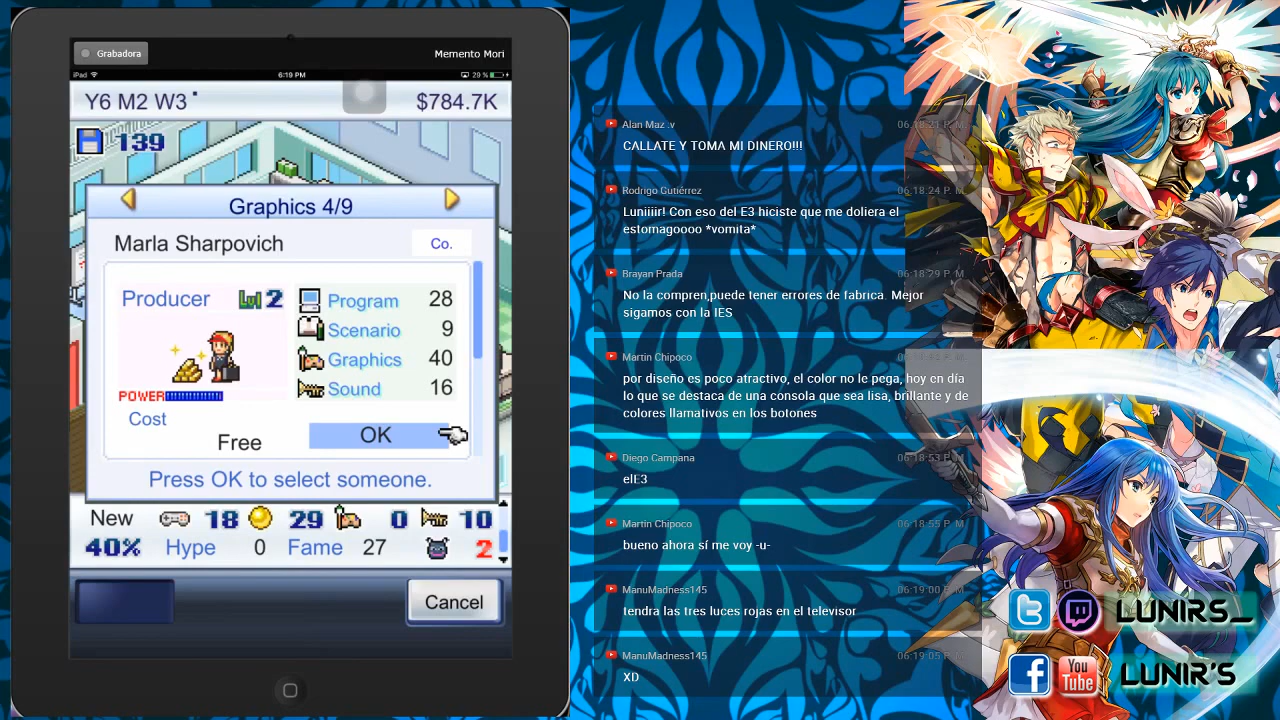 Grabadora
Memento Mori
iPad
6:19 PM
29 %
Y6 M2 W3
$784.7K
139
Graphics 4/9
Marla Sharpovich
Co.
Producer
Lvl 2
Program 28
Scenario 9
Graphics 40
Sound 16
POWER
Cost
Free
OK
Press OK to select someone.
New 18 29 0 10
40% Hype 0 Fame 27 2
Cancel
Alan Maz :v
06:18:21 P. M.
CALLATE Y TOMA MI DINERO!!!
Rodrigo Gutiérrez
06:18:24 P. M.
Luniiiir! Con eso del E3 hiciste que me doliera el
estomagoooo *vomita*
Brayan Prada
06:18:29 P. M.
No la compren,puede tener errores de fabrica. Mejor
sigamos con la IES
Martin Chipoco
por diseño es poco atractivo, el color no le pega, hoy en día
lo que se destaca de una consola que sea lisa, brillante y de
colores llamativos en los botones
Diego Campana
06:18:53 P. M.
elE3
Martin Chipoco
06:18:55 P. M.
bueno ahora sí me voy -u-
ManuMadness145
06:19:00 P. M.
tendra las tres luces rojas en el televisor
ManuMadness145
06:19:05 P. M.
XD
LUNIRS_
You
Tube
LUNIR'S